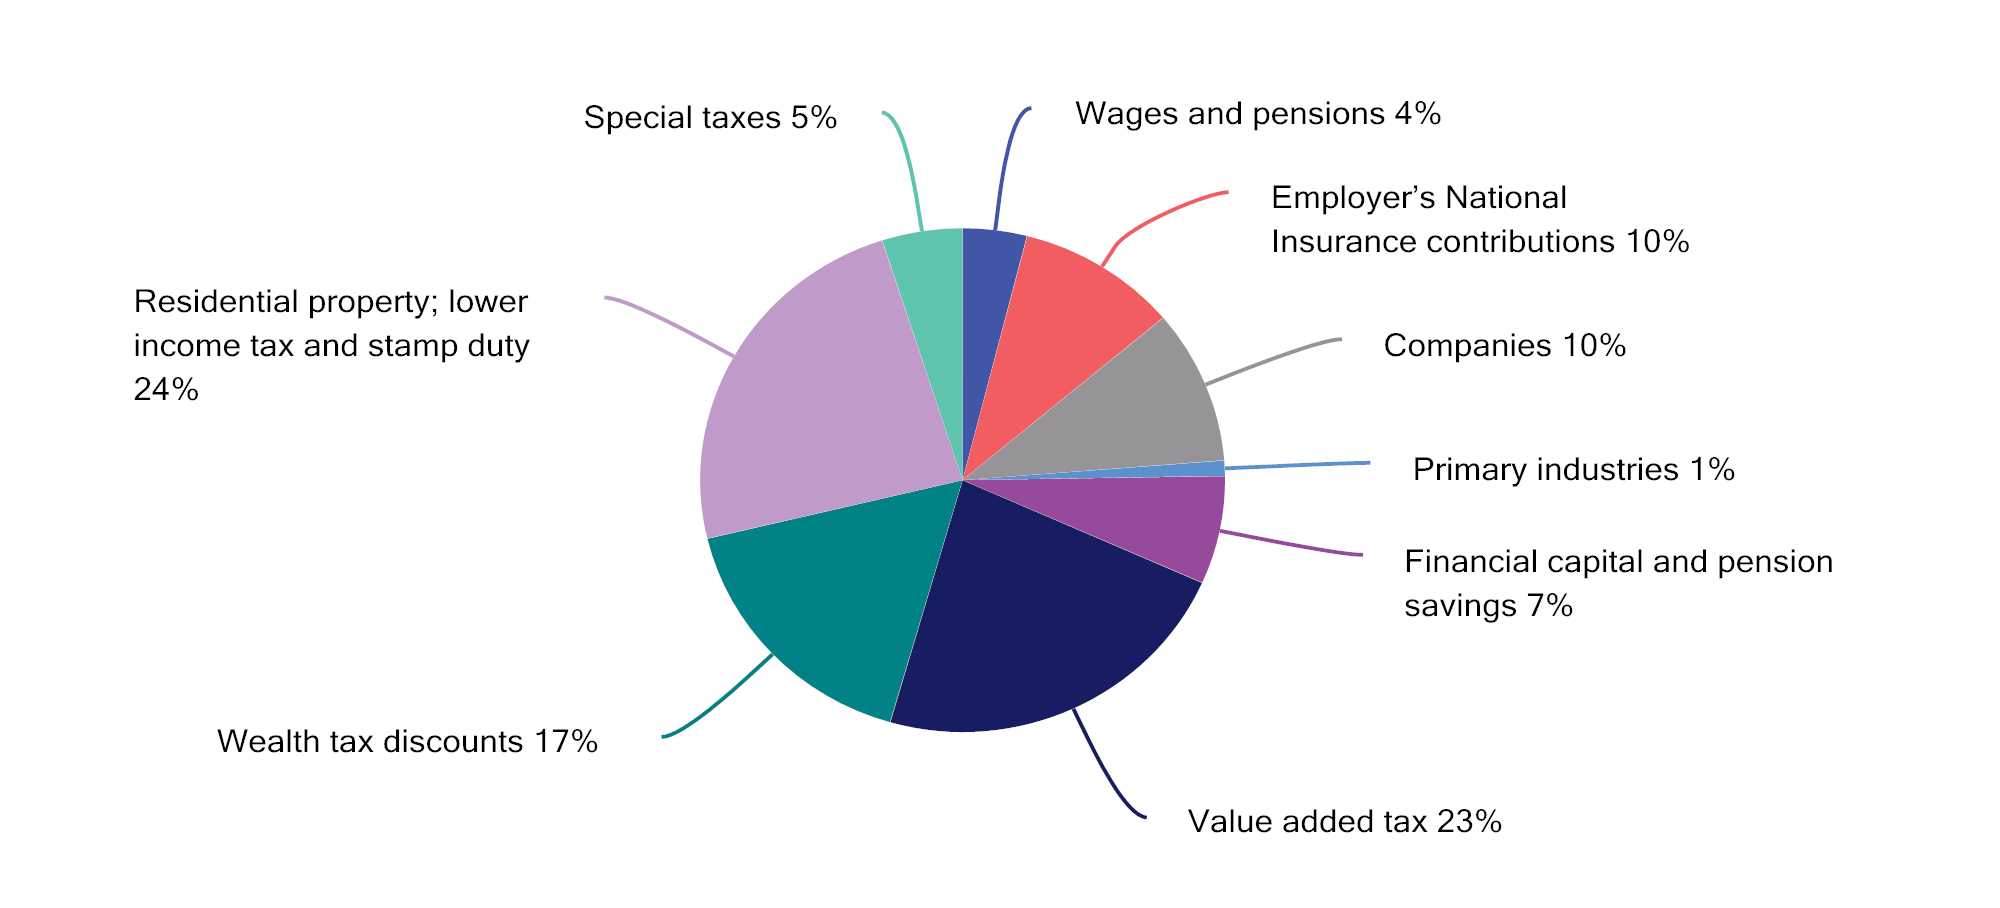 Special taxes 5%
Wages and pensions 4%
Employer’s National
Insurance contributions 10%
Residential property; lower
income tax and stamp duty
24%
Companies 10%
Primary industries 1%
Financial capital and pension
savings 7%
Wealth tax discounts 17%
Value added tax 23%